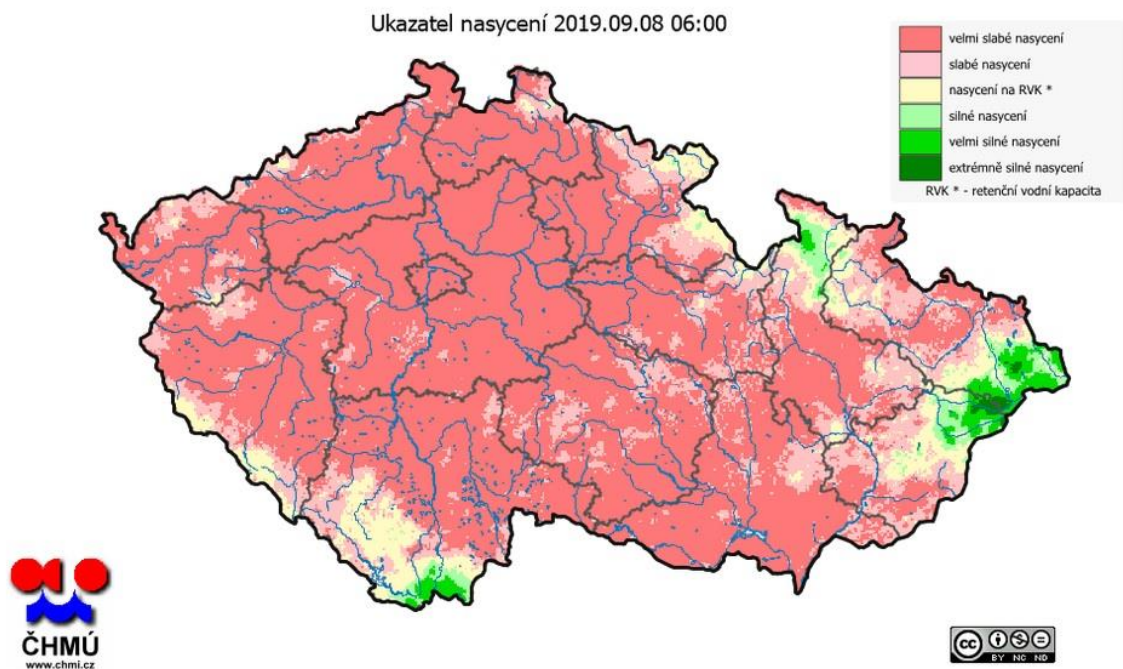 Ukazatel nasycení 2019.09.08 06:00
velmi slabé nasycení
slabé nasycení
nasycení na RVK *
silné nasycení
velmi silné nasycení
extrémně silné nasycení
RVK * - retenční vodní kapacita
ČHMÚ
www.chmi.cz
cc
BY NC ND